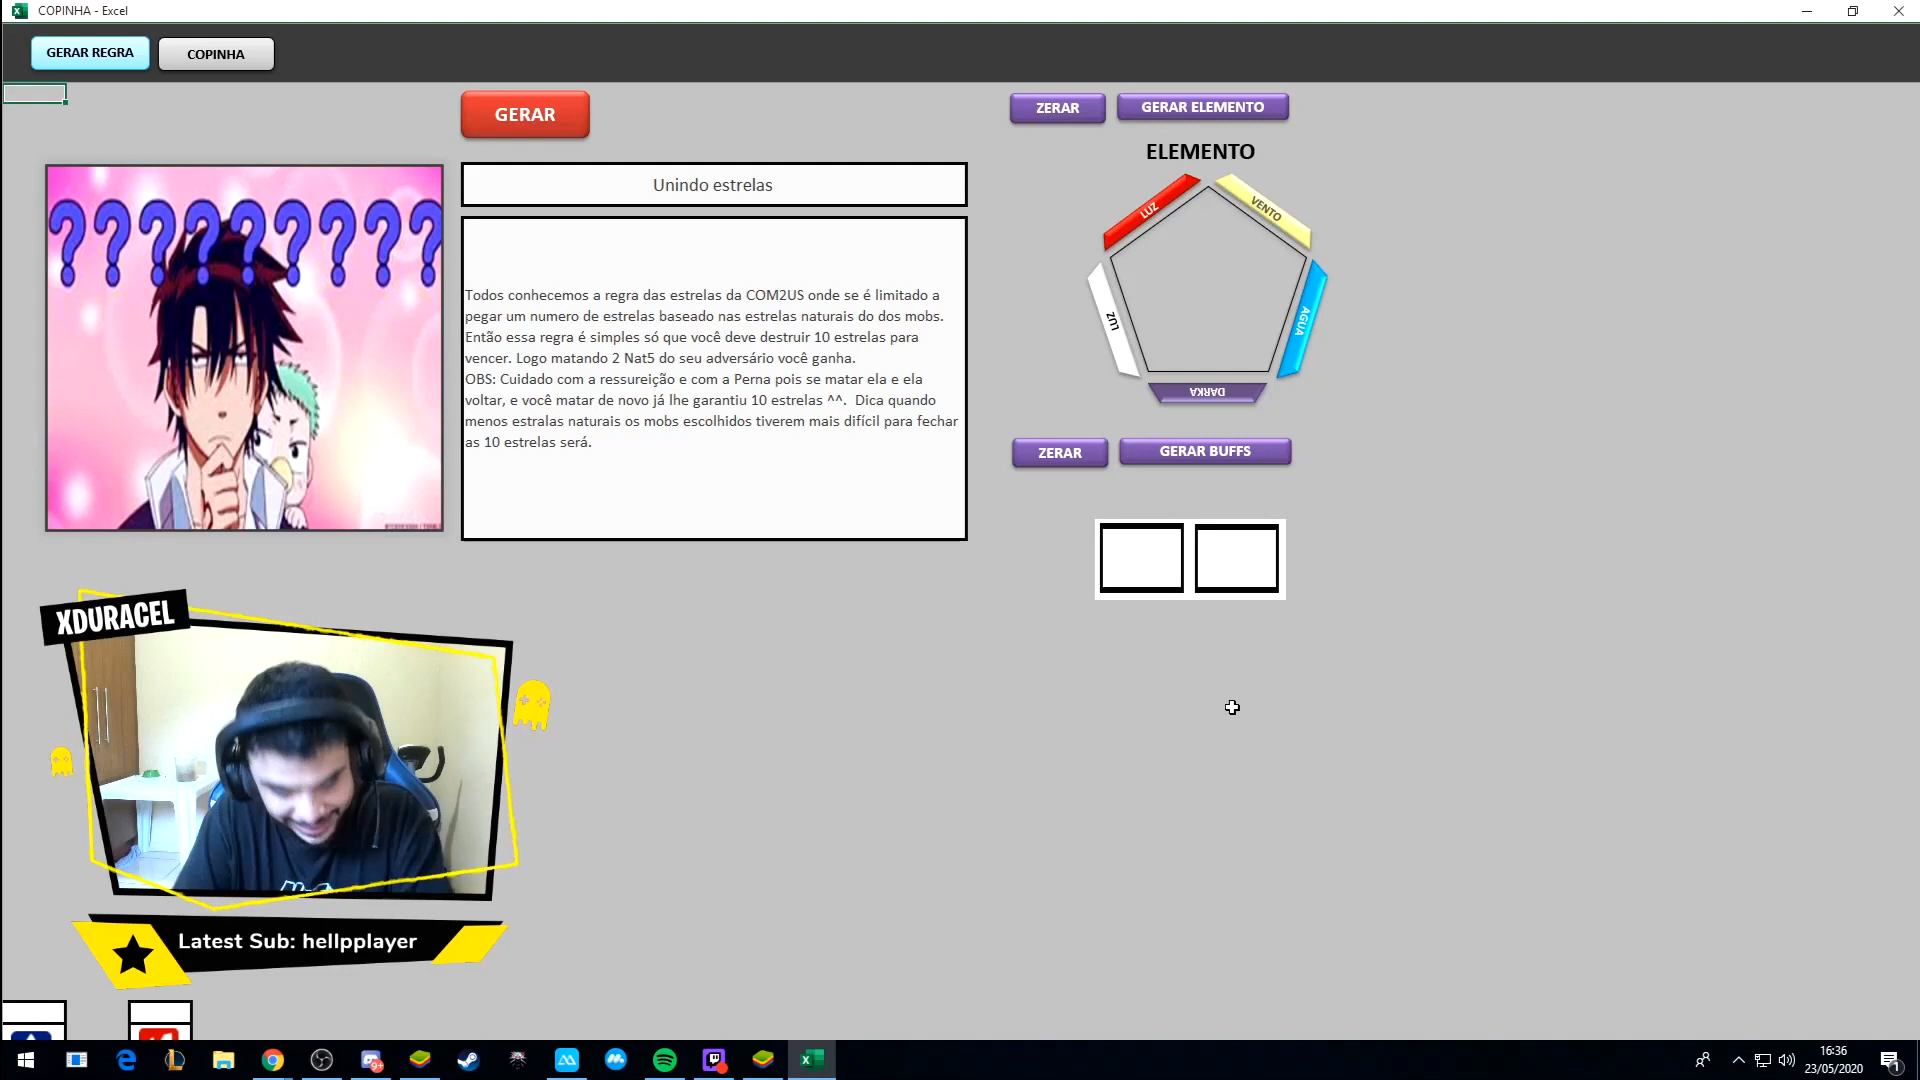 COPINHA - Excel
GERAR REGRA
COPINHA
GERAR
ZERAR
GERAR ELEMENTO
ELEMENTO
Unindo estrelas
LUZ
VENTO
AGUA
DARKA
LUZ
? ? ? ? ? ? ? ? ?
Todos conhecemos a regra das estrelas da COM2US onde se é limitado a
pegar um numero de estrelas baseado nas estrelas naturais do dos mobs.
Então essa regra é simples só que você deve destruir 10 estrelas para
vencer. Logo matando 2 Nat5 do seu adversário você ganha.
OBS: Cuidado com a ressureição e com a Perna pois se matar ela e ela
voltar, e você matar de novo já lhe garantiu 10 estrelas ^^.  Dica quando
menos estralas naturais os mobs escolhidos tiverem mais difícil para fechar
as 10 estrelas será.
ZERAR
GERAR BUFFS
XDURACEL
Latest Sub: hellpplayer
9+
16:36
23/05/2020
1